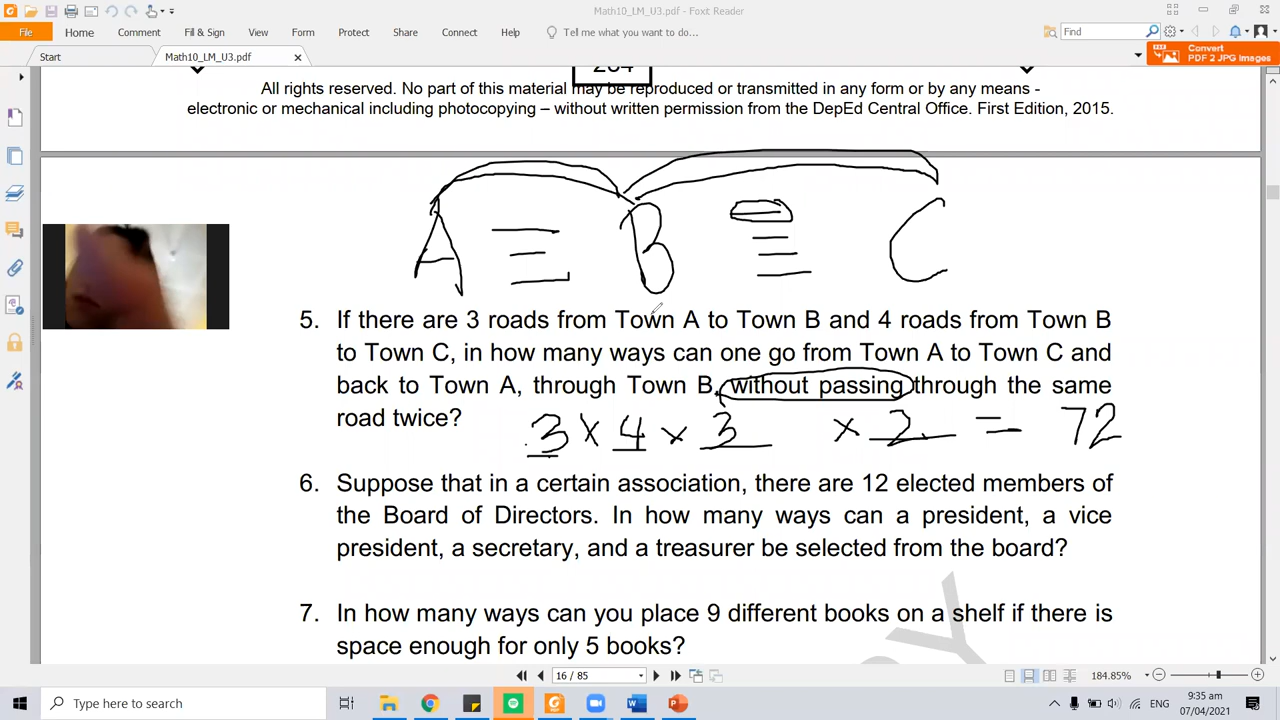 Math10_LM_U3.pdf - Foxit Reader
File Home Comment Fill & Sign View Form Protect Share Connect Help Tell me what you want to do... Find
Start Math10_LM_U3.pdf
Convert
PDF 2 JPG Images
All rights reserved. No part of this material may be reproduced or transmitted in any form or by any means -
electronic or mechanical including photocopying – without written permission from the DepEd Central Office. First Edition, 2015.
A B C
5. If there are 3 roads from Town A to Town B and 4 roads from Town B
to Town C, in how many ways can one go from Town A to Town C and
back to Town A, through Town B, without passing through the same
road twice?
3 x 4 x 3 x 2 = 72
6. Suppose that in a certain association, there are 12 elected members of
the Board of Directors. In how many ways can a president, a vice
president, a secretary, and a treasurer be selected from the board?
7. In how many ways can you place 9 different books on a shelf if there is
space enough for only 5 books?
16 / 85 184.85%
Type here to search
ENG
9:35 am
07/04/2021